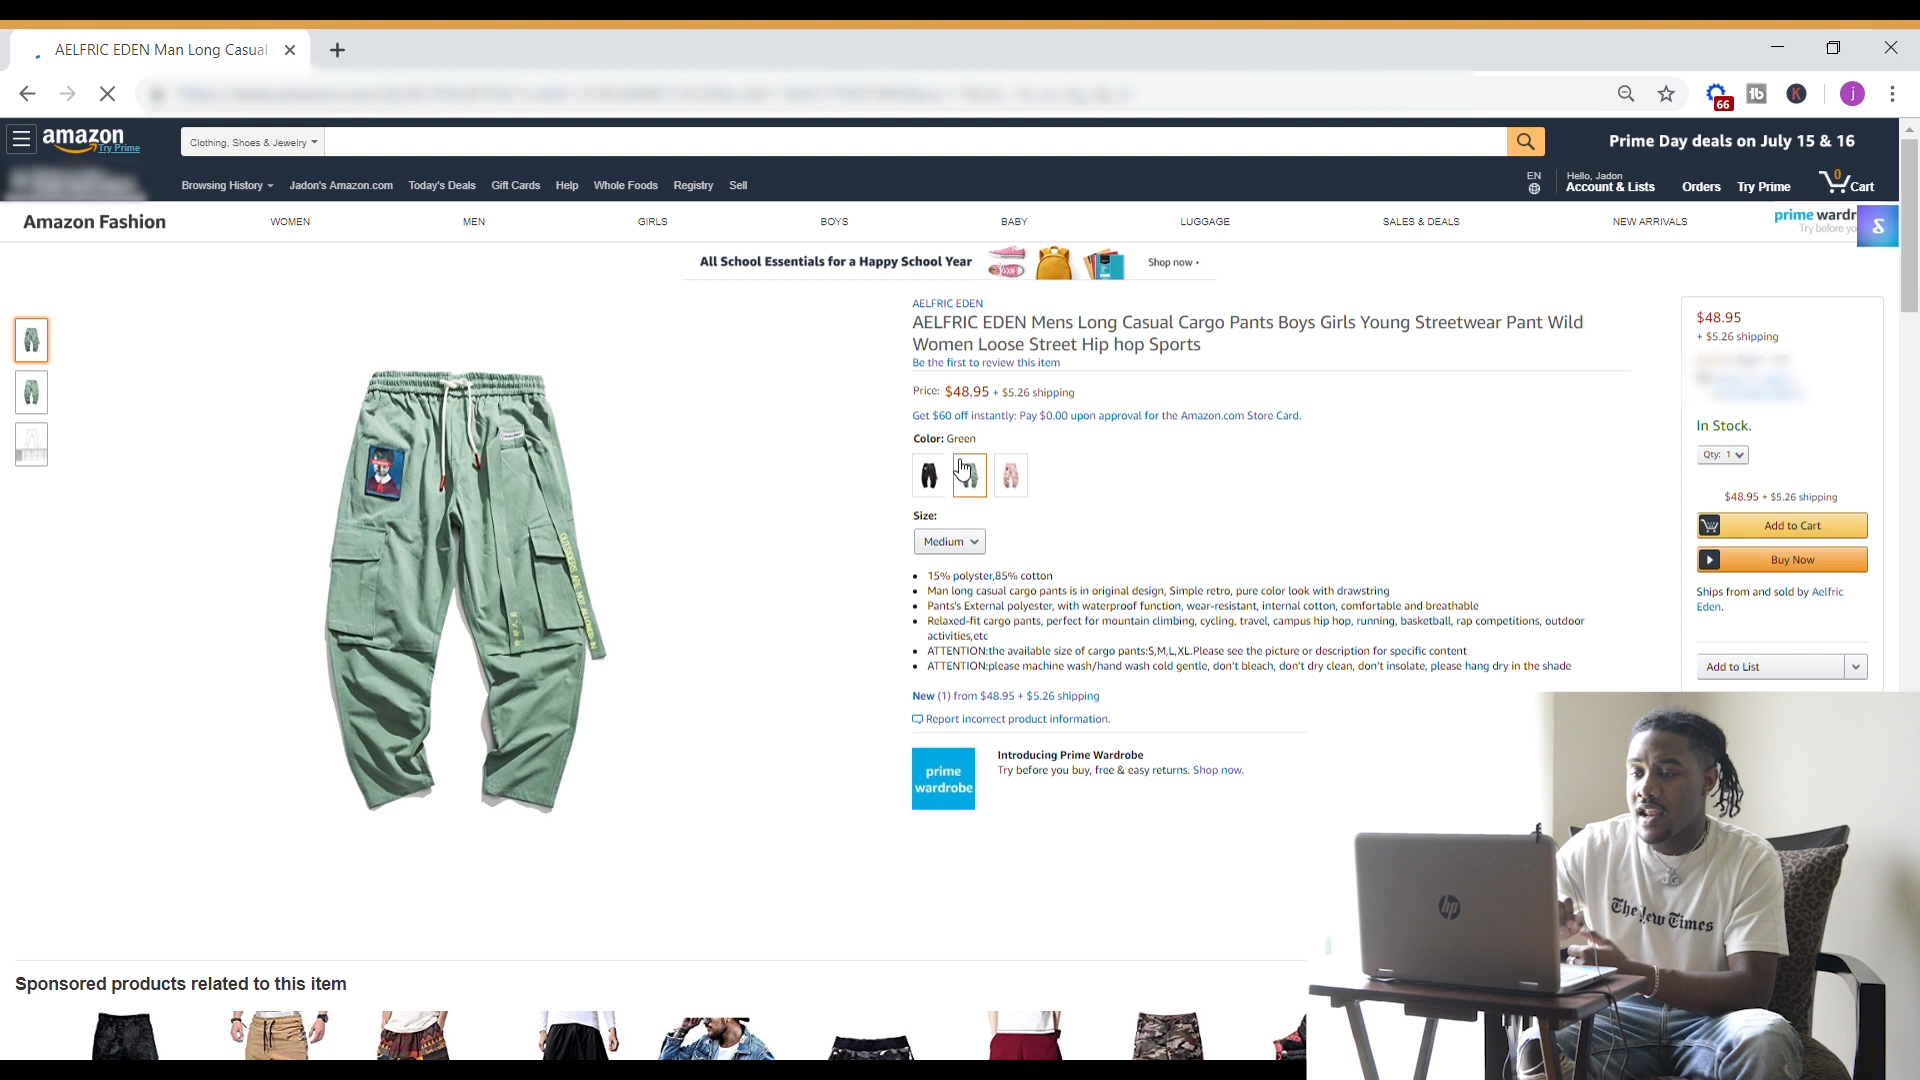 AELFRIC EDEN Man Long Casual
66
amazon
Try Prime
Clothing, Shoes & Jewelry
Prime Day deals on July 15 & 16
Browsing History
Jadon's Amazon.com
Today's Deals
Gift Cards
Help
Whole Foods
Registry
Sell
EN
Hello, Jadon
Account & Lists
Orders
Try Prime
0
Cart
Amazon Fashion
WOMEN
MEN
GIRLS
BOYS
BABY
LUGGAGE
SALES & DEALS
NEW ARRIVALS
prime wardr
Try before yo
All School Essentials for a Happy School Year
Shop now
AELFRIC EDEN
AELFRIC EDEN Mens Long Casual Cargo Pants Boys Girls Young Streetwear Pant Wild
Women Loose Street Hip hop Sports
Be the first to review this item
Price: $48.95 + $5.26 shipping
Get $60 off instantly: Pay $0.00 upon approval for the Amazon.com Store Card.
Color: Green
Size:
Medium
15% polyster,85% cotton
Man long casual cargo pants is in original design, Simple retro, pure color look with drawstring
Pants's External polyester, with waterproof function, wear-resistant, internal cotton, comfortable and breathable
Relaxed-fit cargo pants, perfect for mountain climbing, cycling, travel, campus hip hop, running, basketball, rap competitions, outdoor
activities,etc
ATTENTION:the available size of cargo pants:S,M,L,XL.Please see the picture or description for specific content
ATTENTION:please machine wash/hand wash cold gentle, don't bleach, don't dry clean, don't insolate, please hang dry in the shade
New (1) from $48.95 + $5.26 shipping
Report incorrect product information.
prime
wardrobe
Introducing Prime Wardrobe
Try before you buy, free & easy returns. Shop now.
$48.95
+ $5.26 shipping
In Stock.
Qty: 1
$48.95 + $5.26 shipping
Add to Cart
Buy Now
Ships from and sold by Aelfric
Eden.
Add to List
OUTSIDERS ARE NOT ALLOWED IN
Sponsored products related to this item
hp
The New Times